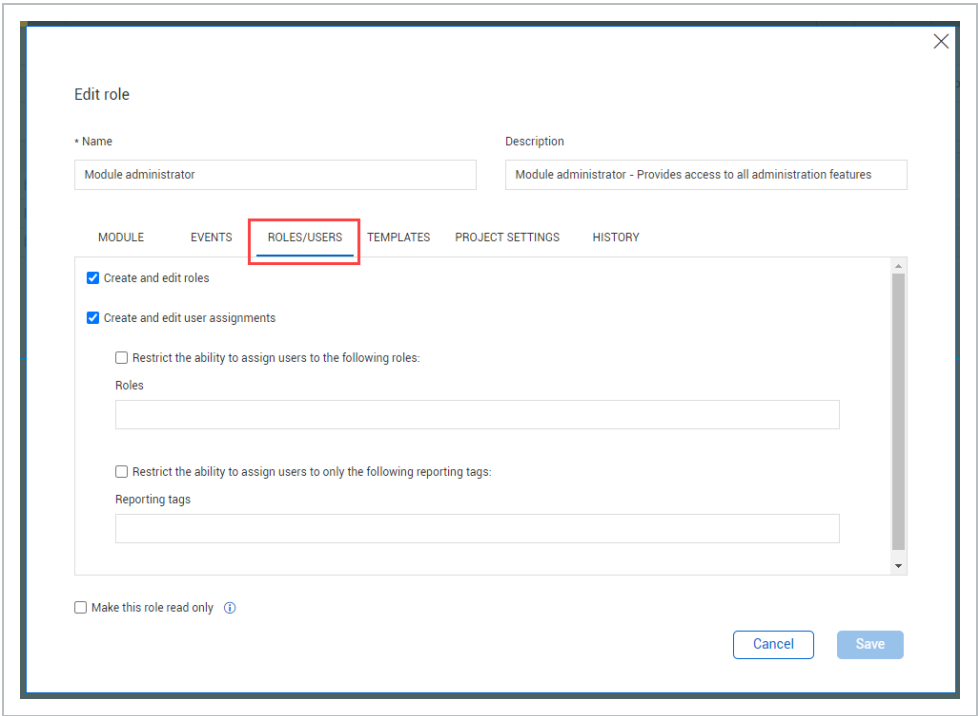 Edit role
* Name
Description
Module administrator
Module administrator - Provides access to all administration features
MODULE EVENTS ROLES/USERS TEMPLATES PROJECT SETTINGS HISTORY
Create and edit roles
Create and edit user assignments
Restrict the ability to assign users to the following roles:
Roles
Restrict the ability to assign users to only the following reporting tags:
Reporting tags
Make this role read only
Cancel Save